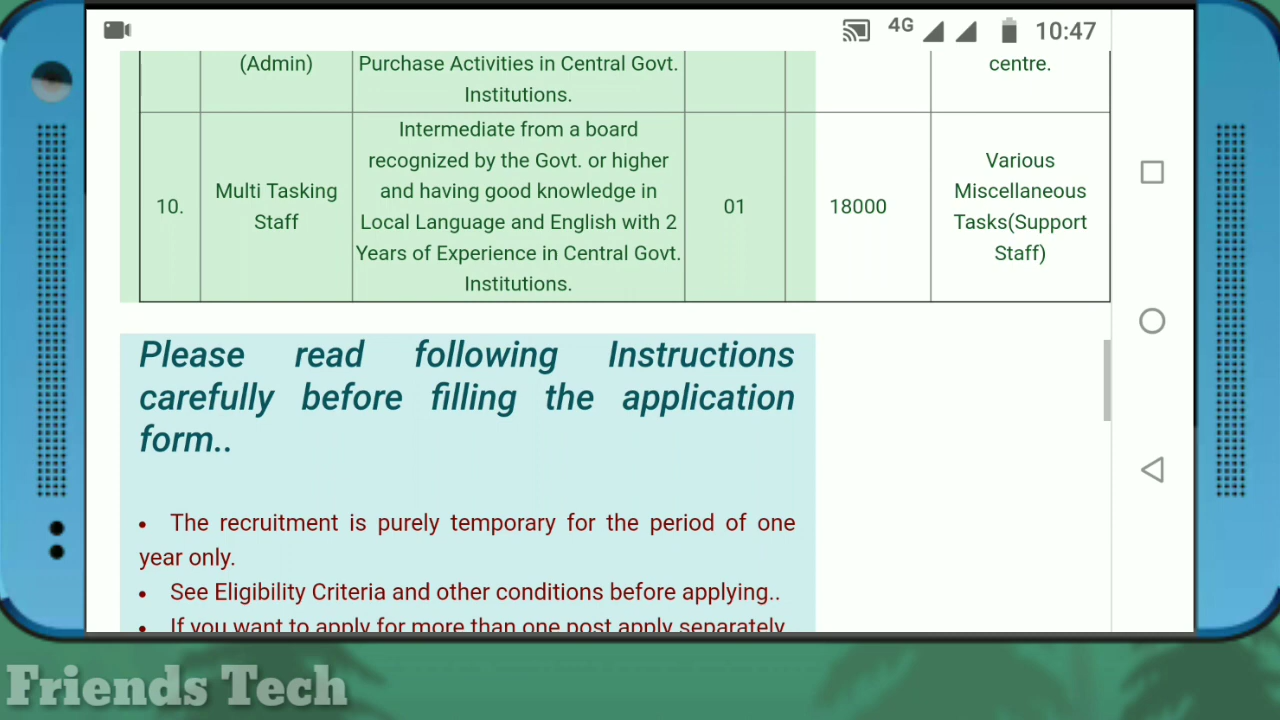 4G 10:47
(Admin)
Purchase Activities in Central Govt.
Institutions.
centre.
10.
Multi Tasking
Staff
Intermediate from a board
recognized by the Govt. or higher
and having good knowledge in
Local Language and English with 2
Years of Experience in Central Govt.
Institutions.
01
18000
Various
Miscellaneous
Tasks(Support
Staff)
Please read following Instructions
carefully before filling the application
form..
• The recruitment is purely temporary for the period of one
year only.
• See Eligibility Criteria and other conditions before applying..
• If you want to apply for more than one post apply separately
Friends Tech